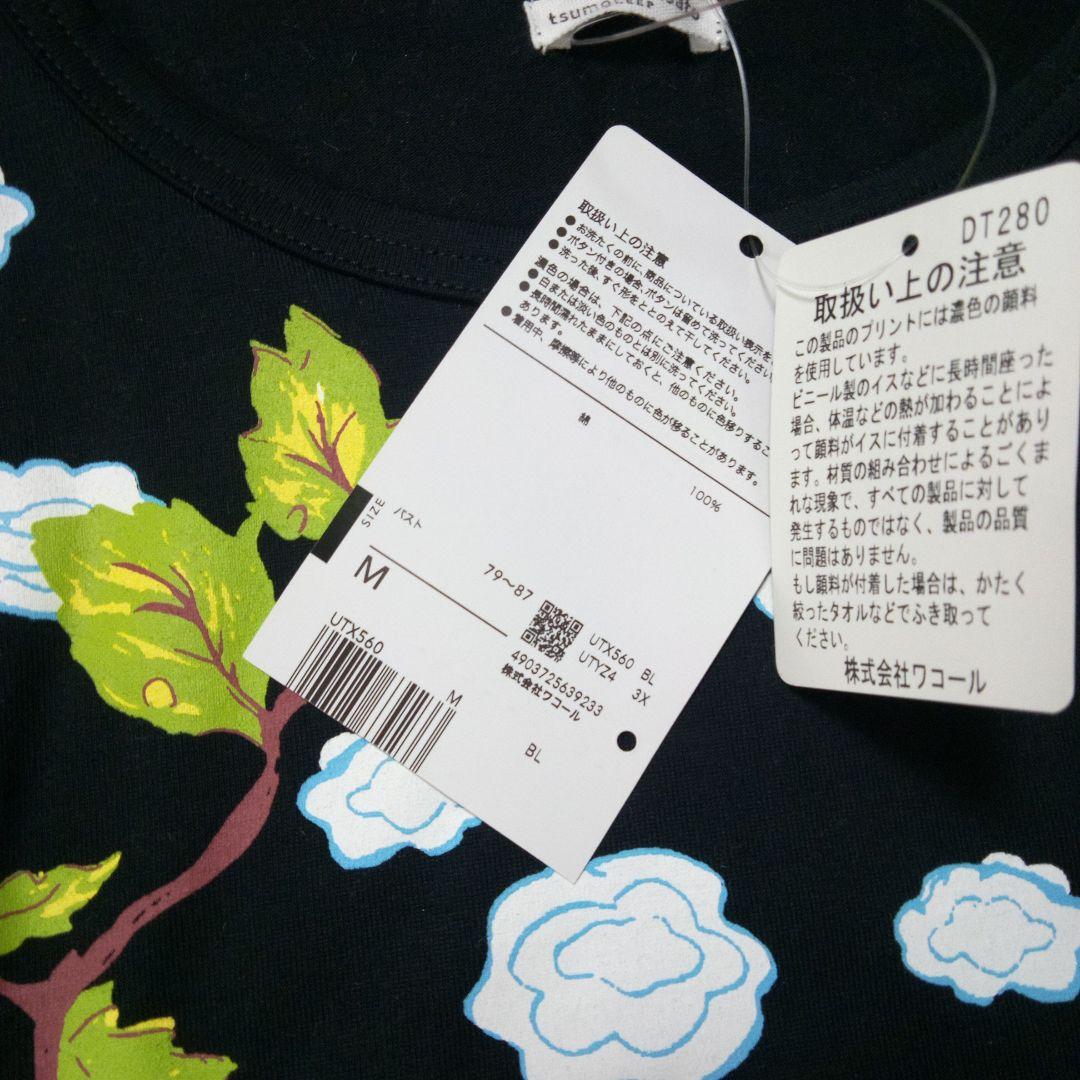 取扱い上の注意
●お洗たくの前に、商品についている取扱い表示を
●ボタン付きの場合、ボタンは留めて洗ってください
●洗った後、すぐ形をととのえて干してください。
濃色の場合は、下記の点にご注意ください。
●白または淡い色のものとは別に洗ってください。
●長時間濡れたままにしておくと、他のものに色移りするこ
あります。
●着用中、摩擦等により他のものに色が移ることがあります。
綿
100%
SIZE
バスト
M
79〜87
UTX560
M
BL
UTX560 BL
UTYZ4 3X
4903725639233
株式会社ワコール
DT280
取扱い上の注意
この製品のプリントには濃色の顔料
を使用しています。
ビニール製のイスなどに長時間座った
場合、体温などの熱が加わることによ
って顔料がイスに付着することがあり
ます。材質の組み合わせによるごくま
れな現象で、すべての製品に対して
発生するものではなく、製品の品質
に問題はありません。
もし顔料が付着した場合は、かたく
絞ったタオルなどでふき取って
ください。
株式会社ワコール